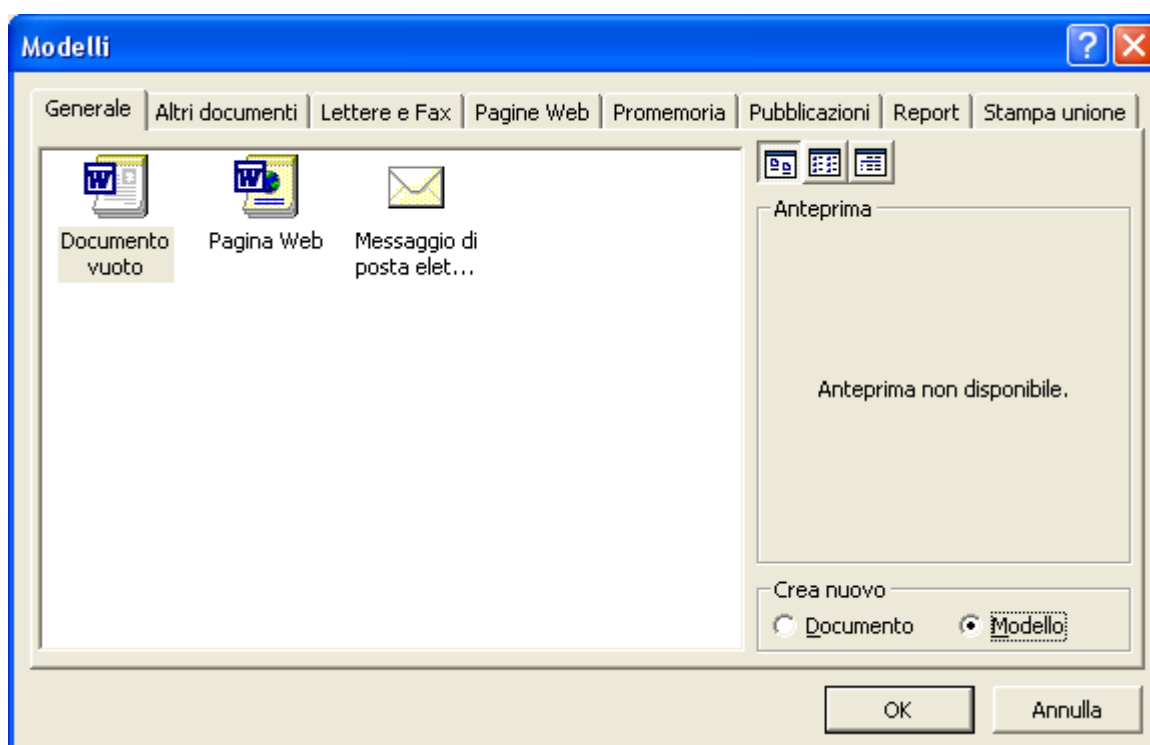 Modelli
Generale Altri documenti Lettere e Fax Pagine Web Promemoria Pubblicazioni Report Stampa unione
Documento
vuoto
Pagina Web
Messaggio di
posta elet...
Anteprima
Anteprima non disponibile.
Crea nuovo
Documento Modello
OK Annulla